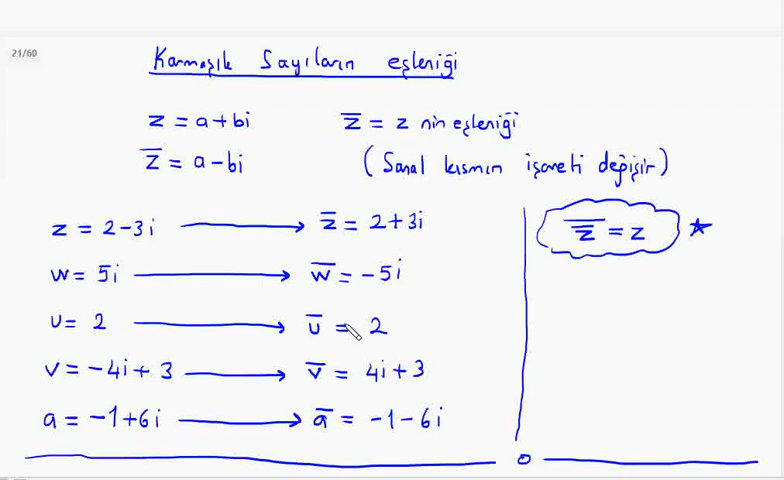 21/60
Karmaşık Sayıların eşleniği
z = a+bi z̅ = z nin eşleniği
z̅ = a-bi (Sanal kısmın işareti değişir)
z = 2-3i → z̅ = 2+3i
w = 5i → w̅ = -5i
u = 2 → u̅ = 2
v = -4i+3 → v̅ = 4i+3
a = -1+6i → a̅ = -1-6i
z̿ = z ★